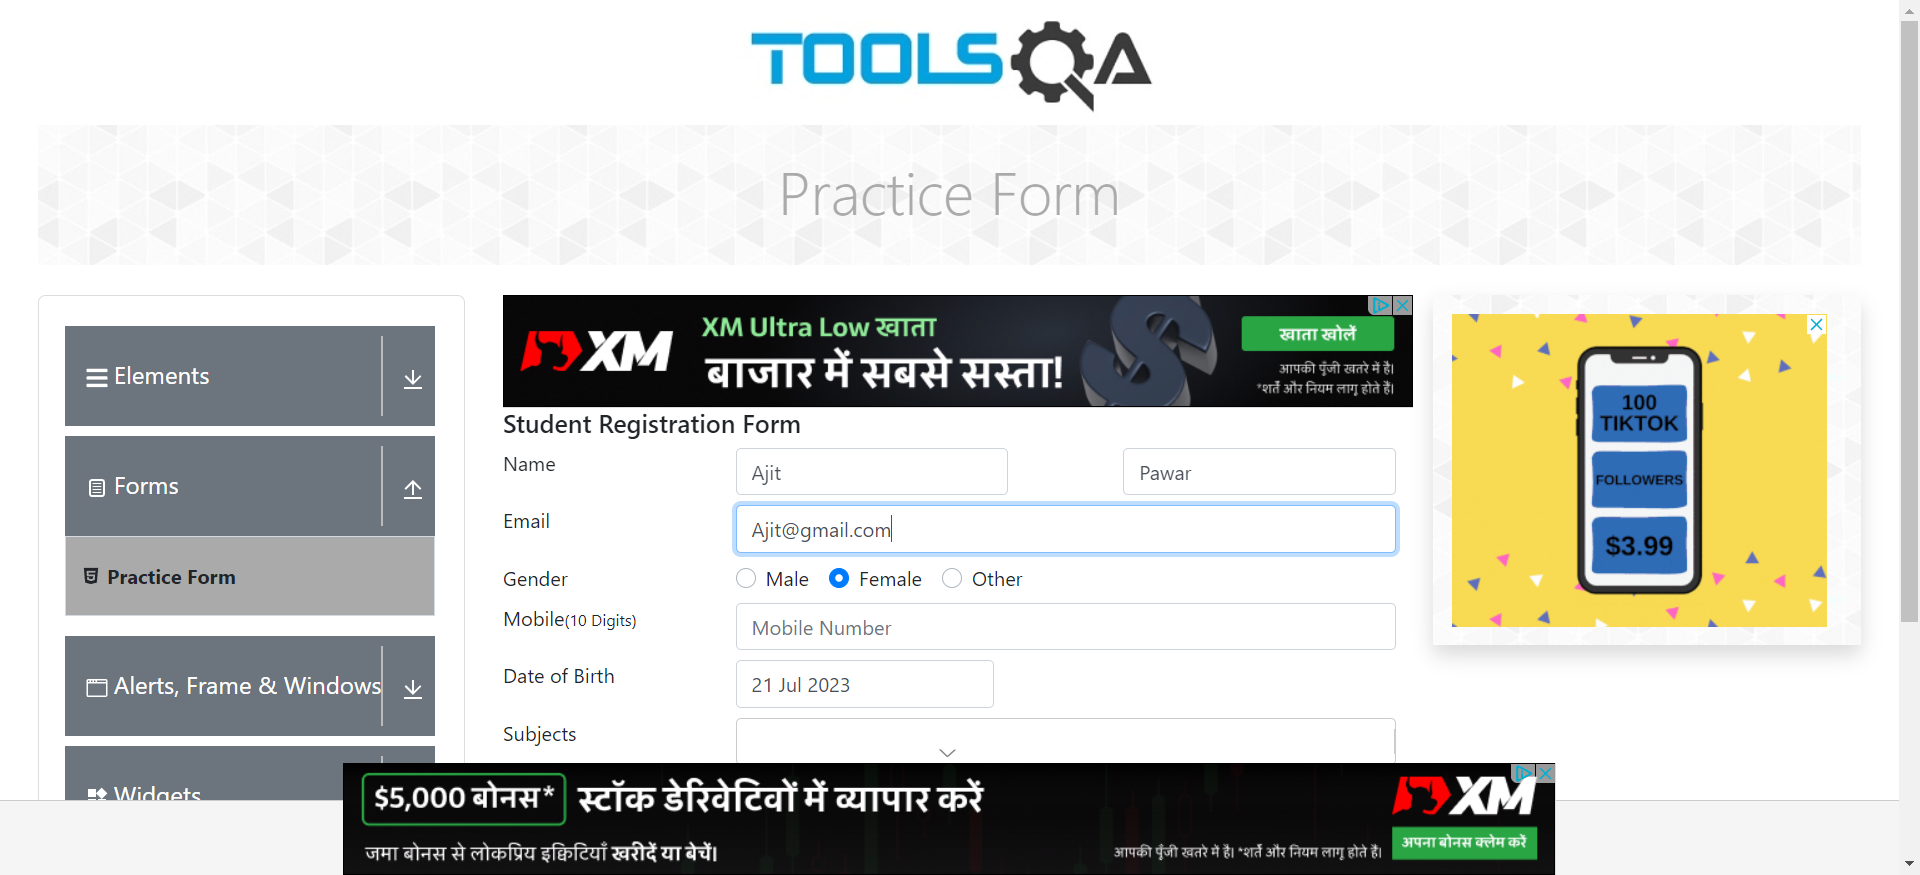 TOOLSQA
Practice Form
Elements
Forms
Practice Form
Alerts, Frame & Windows
Widgets
XM
XM Ultra Low खाता
बाजार में सबसे सस्ता!
खाता खोलें
आपकी पूँजी खतरे में है।
*शर्तें और नियम लागू होते हैं।
Student Registration Form
Name
Ajit
Pawar
Email
Ajit@gmail.com
Gender
Male
Female
Other
Mobile(10 Digits)
Mobile Number
Date of Birth
21 Jul 2023
Subjects
100
TIKTOK
FOLLOWERS
$3.99
$5,000 बोनस*
स्टॉक डेरिवेटिवों में व्यापार करें
जमा बोनस से लोकप्रिय इक्विटियाँ खरीदें या बेचें।
आपकी पूँजी खतरे में है। *शर्तें और नियम लागू होते हैं।
XM
अपना बोनस क्लेम करें